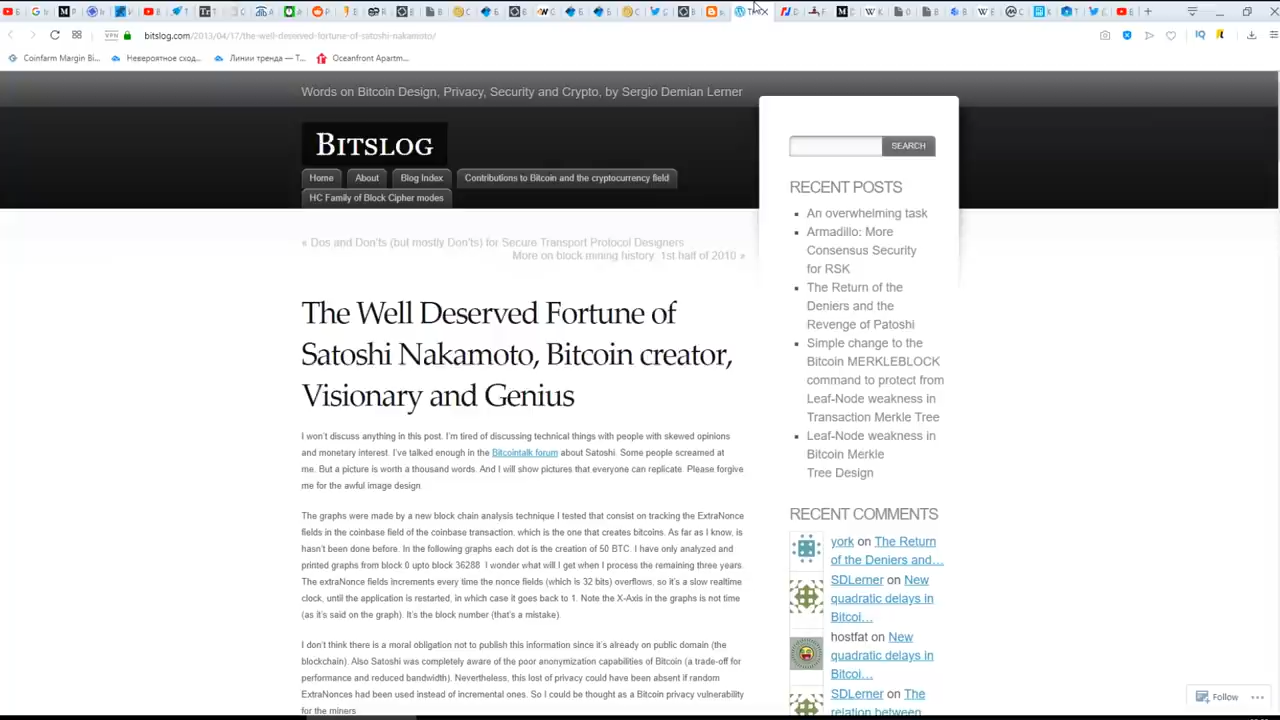 VPN
bitslog.com/2013/04/17/the-well-deserved-fortune-of-satoshi-nakamoto/
Coinfarm Margin Bi...
Невероятное сход...
Линии тренда — Т...
Oceanfront Apartm...
Words on Bitcoin Design, Privacy, Security and Crypto, by Sergio Demian Lerner
BITSLOG
Home
About
Blog Index
Contributions to Bitcoin and the cryptocurrency field
HC Family of Block Cipher modes
« Dos and Don'ts (but mostly Don'ts) for Secure Transport Protocol Designers
More on block mining history: 1st half of 2010 »
The Well Deserved Fortune of
Satoshi Nakamoto, Bitcoin creator,
Visionary and Genius
I won't discuss anything in this post. I'm tired of discussing technical things with people with skewed opinions
and monetary interest. I've talked enough in the Bitcointalk forum about Satoshi. Some people screamed at
me. But a picture is worth a thousand words. And I will show pictures that everyone can replicate. Please forgive
me for the awful image design.
The graphs were made by a new block chain analysis technique I tested that consist on tracking the ExtraNonce
fields in the coinbase field of the coinbase transaction, which is the one that creates bitcoins. As far as I know, is
hasn't been done before. In the following graphs each dot is the creation of 50 BTC. I have only analyzed and
printed graphs from block 0 upto block 36288. I wonder what will I get when I process the remaining three years.
The extraNonce fields increments every time the nonce fields (which is 32 bits) overflows, so it's a slow realtime
clock, until the application is restarted, in which case it goes back to 1. Note the X-Axis in the graphs is not time
(as it's said on the graph). It's the block number (that's a mistake).
I don't think there is a moral obligation not to publish this information since it's already on public domain (the
blockchain). Also Satoshi was completely aware of the poor anonymization capabilities of Bitcoin (a trade-off for
performance and reduced bandwidth). Nevertheless, this lost of privacy could have been absent if random
ExtraNonces had been used instead of incremental ones. So I could be thought as a Bitcoin privacy vulnerability
for the miners
SEARCH
RECENT POSTS
An overwhelming task
Armadillo: More
Consensus Security
for RSK
The Return of the
Deniers and the
Revenge of Patoshi
Simple change to the
Bitcoin MERKLEBLOCK
command to protect from
Leaf-Node weakness in
Transaction Merkle Tree
Leaf-Node weakness in
Bitcoin Merkle
Tree Design
RECENT COMMENTS
york on The Return
of the Deniers and…
SDLerner on New
quadratic delays in
Bitcoi…
hostfat on New
quadratic delays in
Bitcoi…
SDLerner on The
relation between
Follow